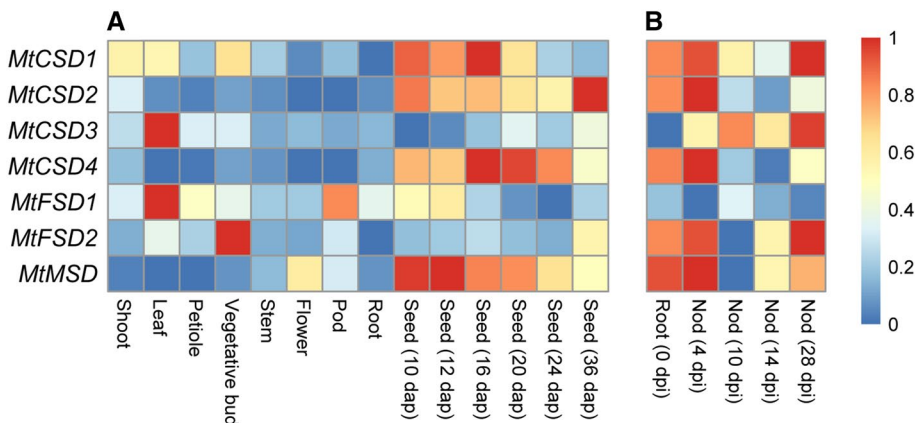 A
B
MtCSD1
MtCSD2
MtCSD3
MtCSD4
MtFSD1
MtFSD2
MtMSD
Shoot
Leaf
Petiole
Vegetative buc
Stem
Flower
Pod
Root
Seed (10 dap)
Seed (12 dap)
Seed (16 dap)
Seed (20 dap)
Seed (24 dap)
Seed (36 dap)
Root (0 dpi)
Nod (4 dpi)
Nod (10 dpi)
Nod (14 dpi)
Nod (28 dpi)
1
0.8
0.6
0.4
0.2
0